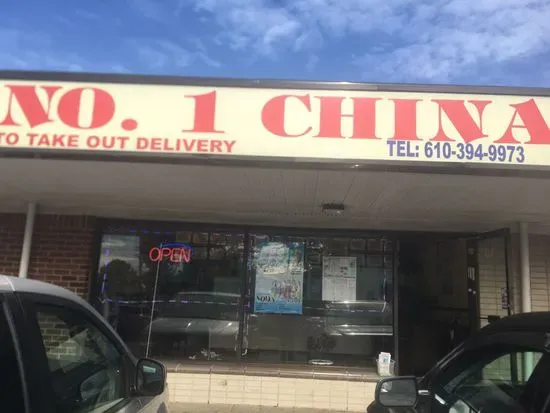 NO. 1 CHINA
TO TAKE OUT DELIVERY
TEL: 610-394-9973
OPEN